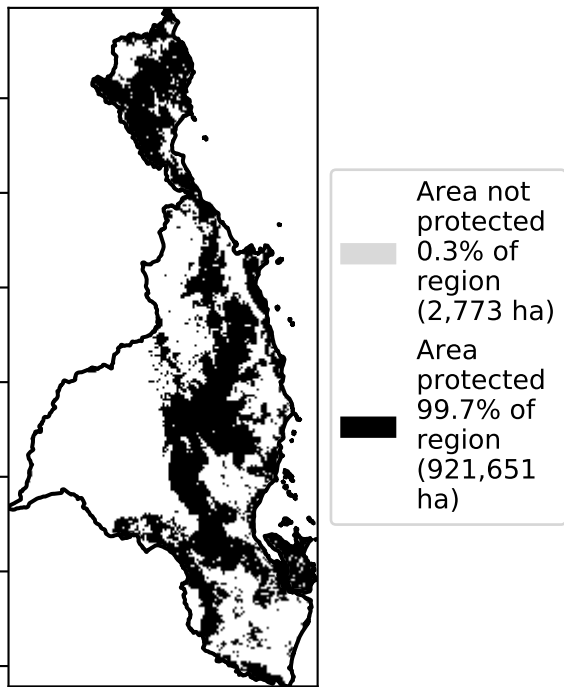 Area not
protected
0.3% of
region
(2,773 ha)
Area
protected
99.7% of
region
(921,651
ha)